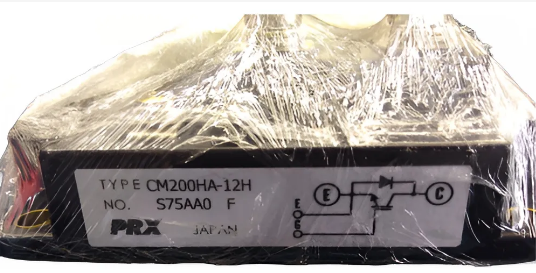 TYPE CM200HA-12H
NO. S75AA0 F
PRX JAPAN
E C
E
G